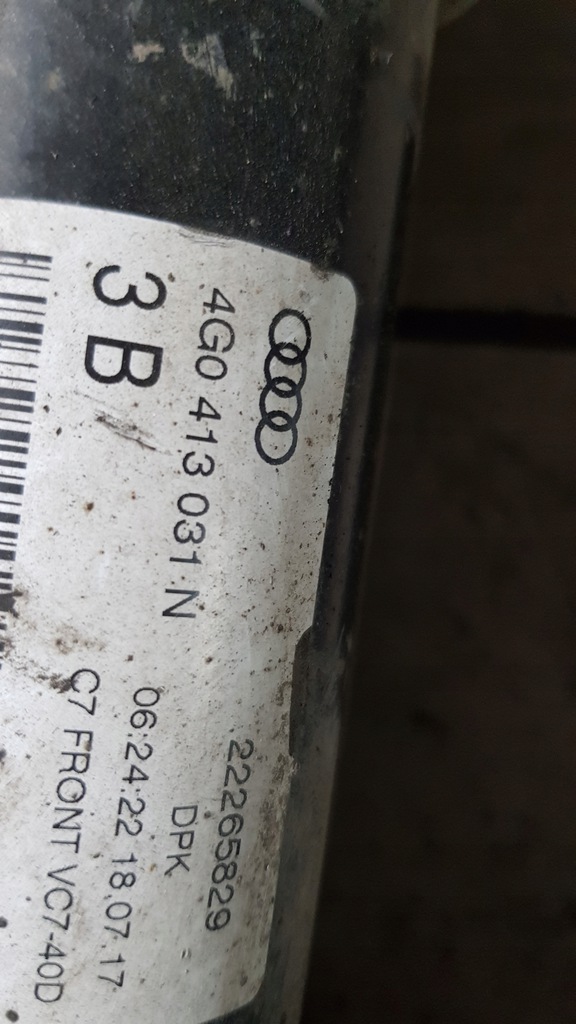 4G0 413 031 N
3 B
22265829
DPK
06:24:22 18.07.17
C7 FRONT VC7-40D